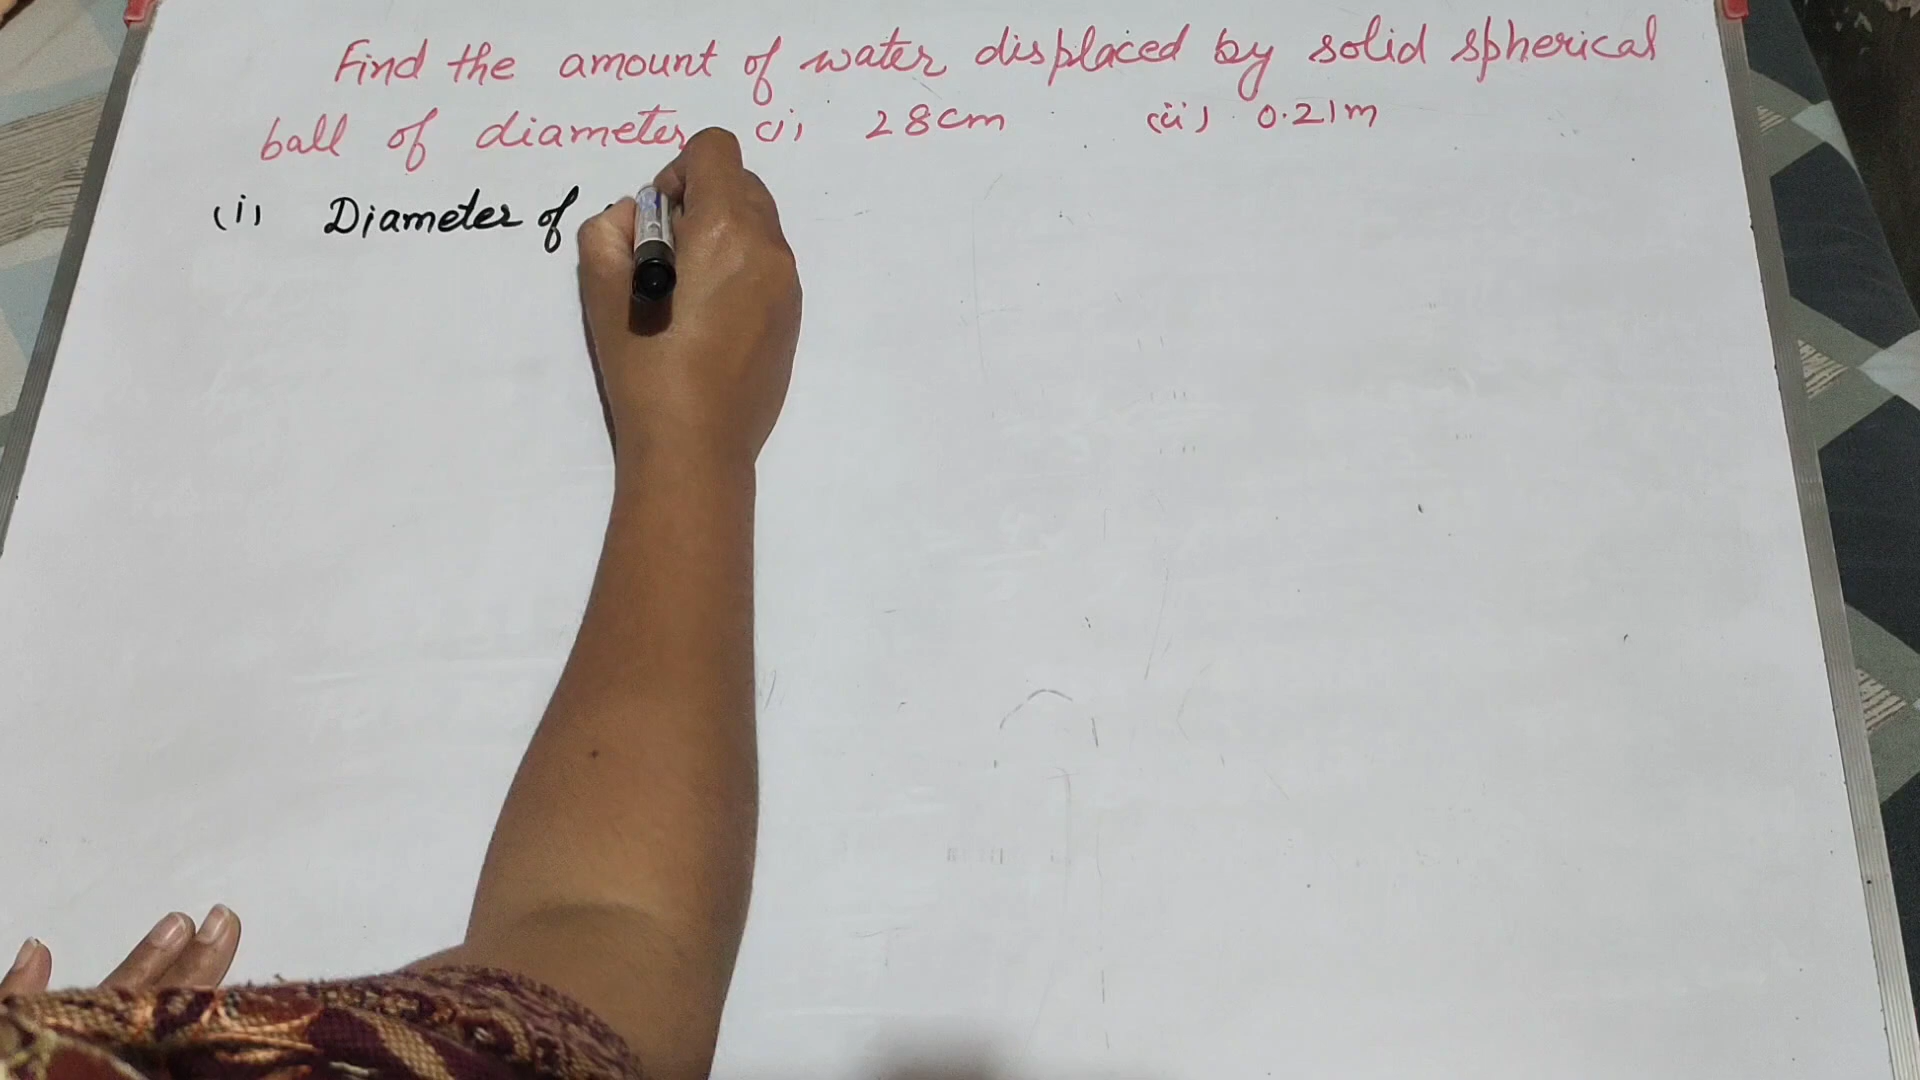 Find the amount of water displaced by solid spherical
ball of diameter (i) 28cm (ii) 0.21m
(i) Diameter of